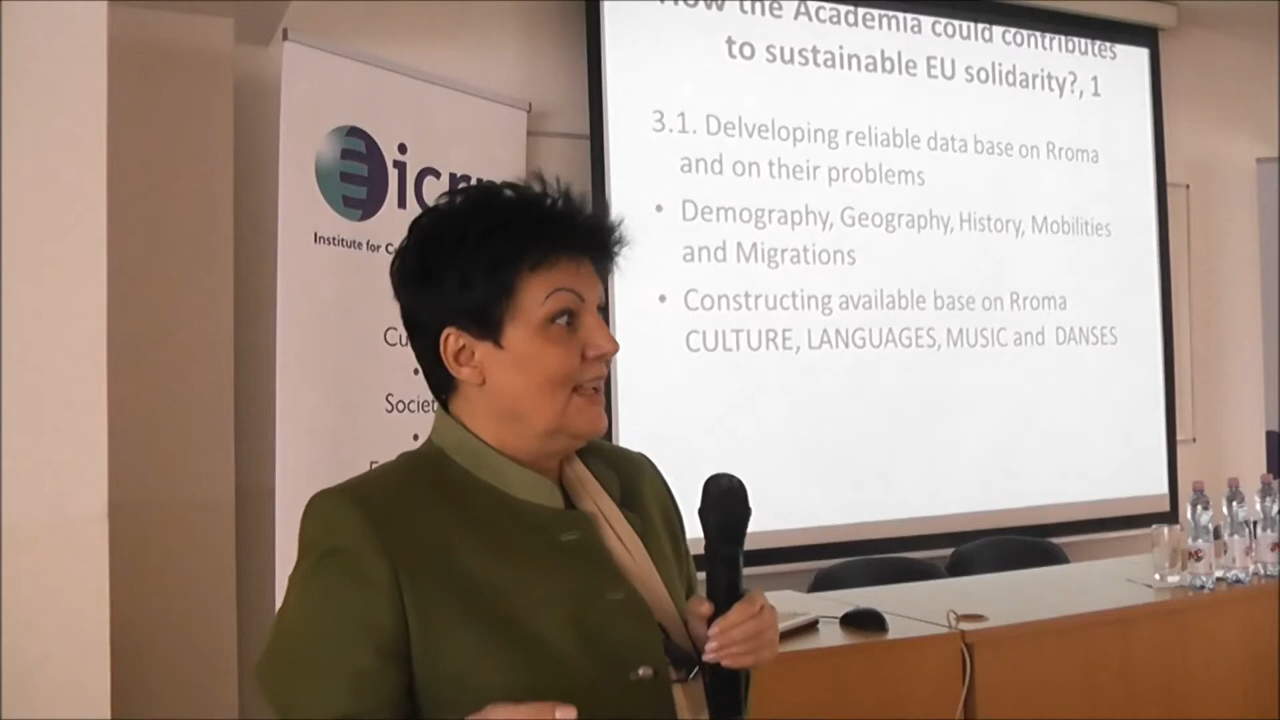 icr
Institute for C
Cu
•
Societ
•
How the Academia could contributes
to sustainable EU solidarity?, 1
3.1. Delveloping reliable data base on Rroma
and on their problems
• Demography, Geography, History, Mobilities
and Migrations
• Constructing available base on Rroma
CULTURE, LANGUAGES, MUSIC and DANSES